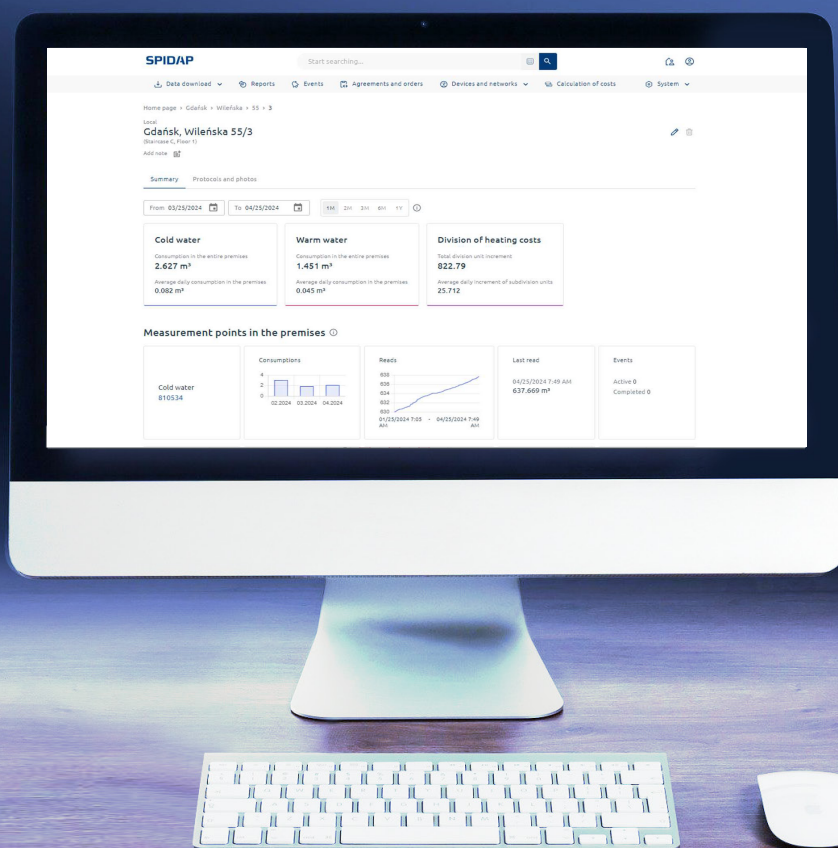 SPIDAP
Start searching...
Data download Reports Events Agreements and orders Devices and networks Calculation of costs System
Home page Gdańsk Wileńska 55 3
Local
Gdańsk, Wileńska 55/3
(Staircase C, Floor 1)
Add note
Summary Protocols and photos
From 03/25/2024 To 04/25/2024 1M 2M 3M 6M 1Y
Cold water
Consumption in the entire premises
2.627 m³
Average daily consumption in the premises
0.082 m³
Warm water
Consumption in the entire premises
1.451 m³
Average daily consumption in the premises
0.045 m³
Division of heating costs
Total division unit increment
822.79
Average daily increment of subdivision units
25.712
Measurement points in the premises
Cold water
810534
Consumptions
4
2
0
02.2024 03.2024 04.2024
Reads
638
636
634
632
630
01/25/2024 7:05 AM - 04/25/2024 7:49 AM
Last read
04/25/2024 7:49 AM
637.669 m³
Events
Active 0
Completed 0